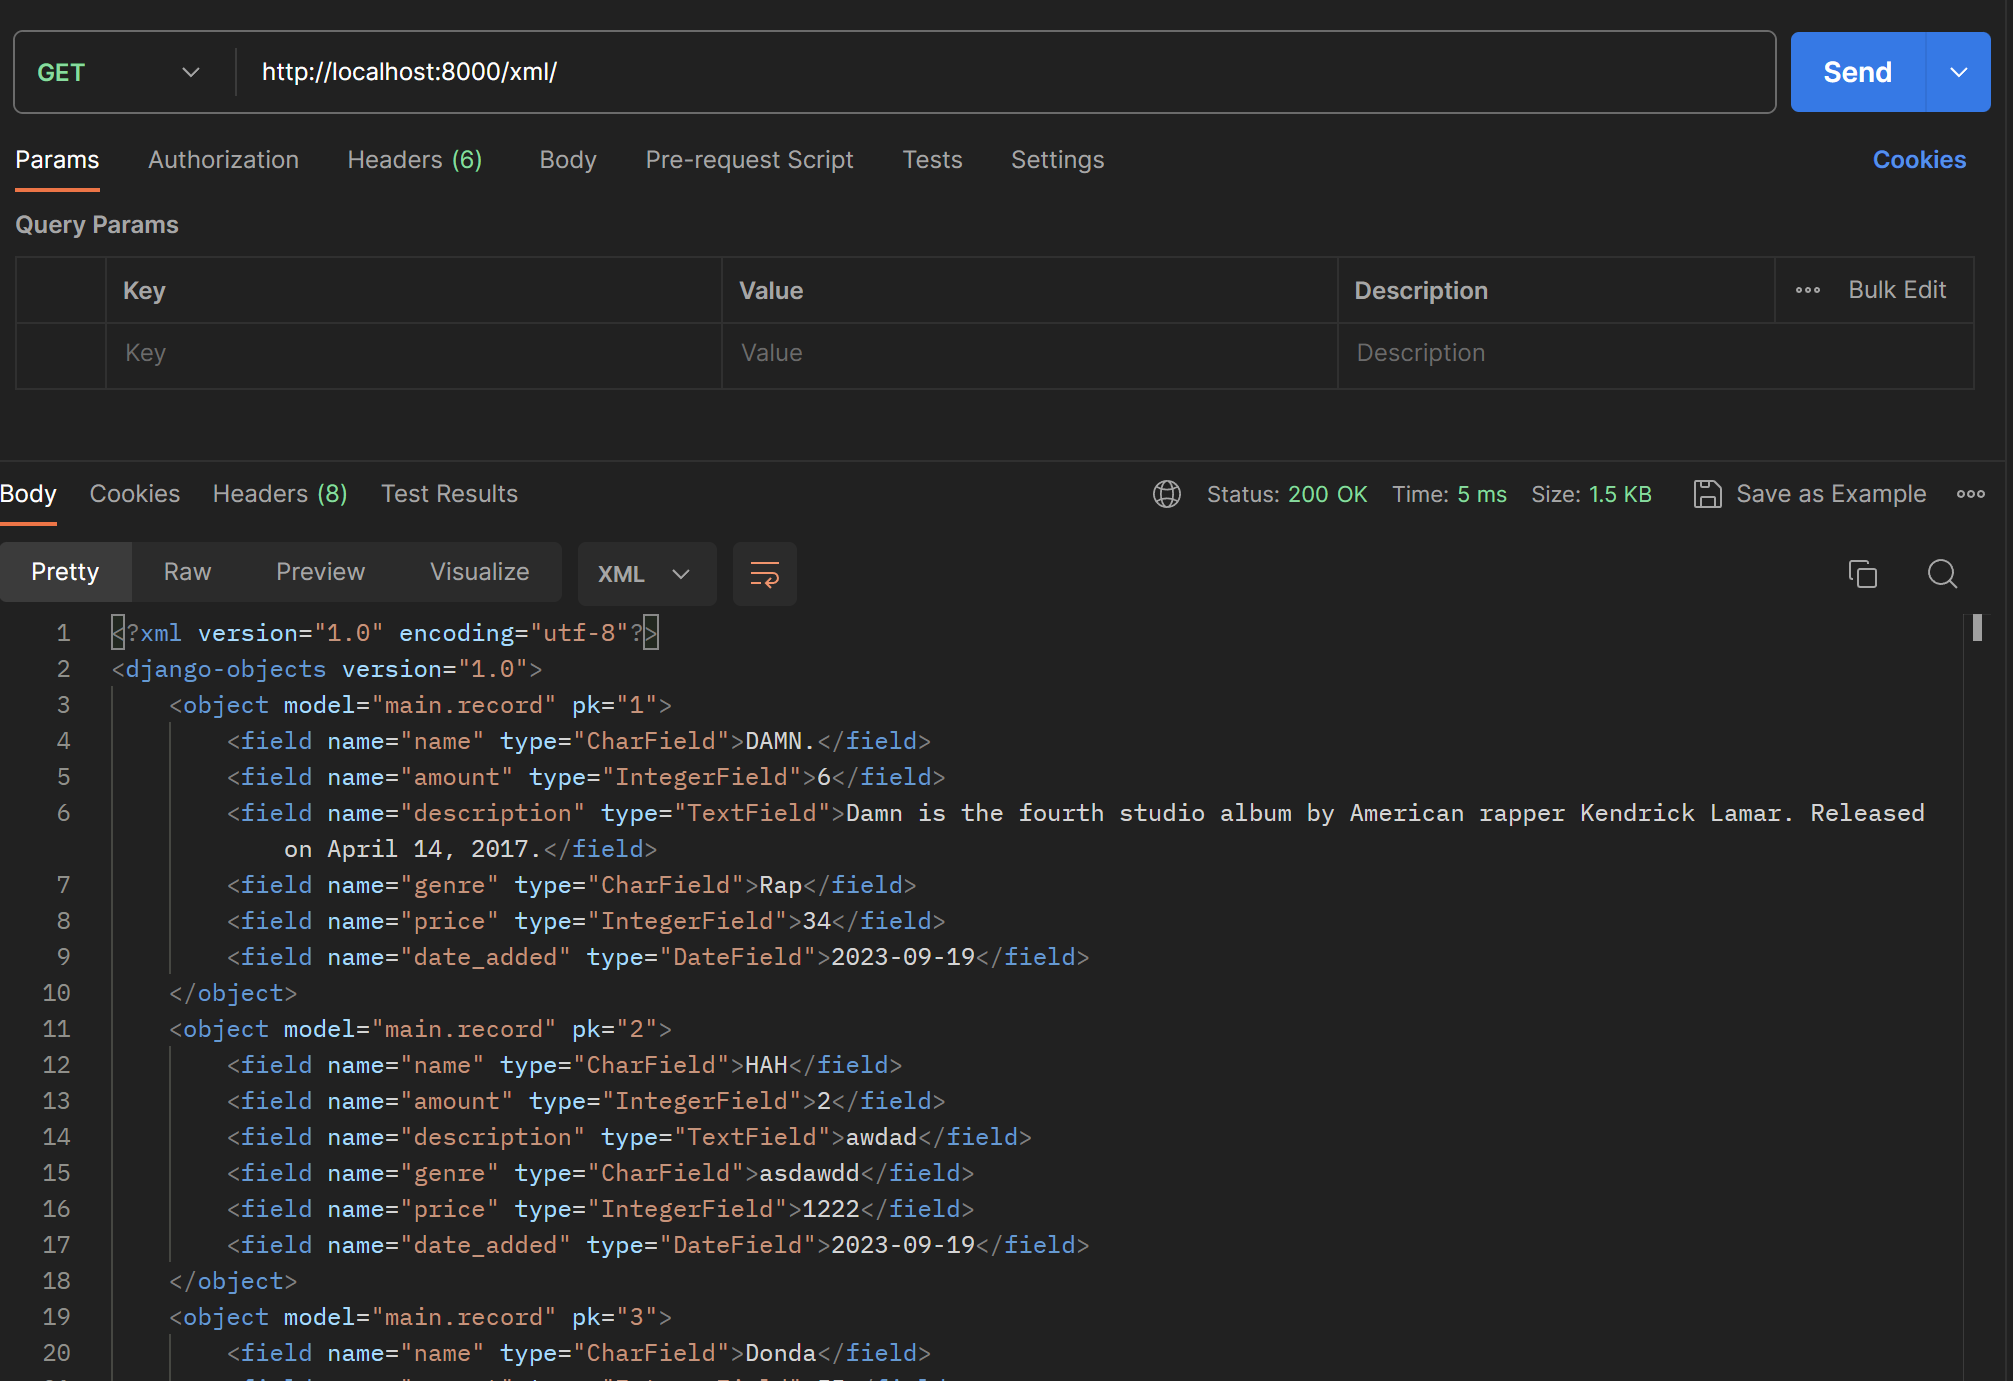 GET
http://localhost:8000/xml/
Send
Params Authorization Headers (6) Body Pre-request Script Tests Settings Cookies
Query Params
Key Value Description Bulk Edit
Key Value Description
Body Cookies Headers (8) Test Results Status: 200 OK Time: 5 ms Size: 1.5 KB Save as Example
Pretty Raw Preview Visualize XML
1 <?xml version="1.0" encoding="utf-8"?>
2 <django-objects version="1.0">
3 <object model="main.record" pk="1">
4 <field name="name" type="CharField">DAMN.</field>
5 <field name="amount" type="IntegerField">6</field>
6 <field name="description" type="TextField">Damn is the fourth studio album by American rapper Kendrick Lamar. Released
on April 14, 2017.</field>
7 <field name="genre" type="CharField">Rap</field>
8 <field name="price" type="IntegerField">34</field>
9 <field name="date_added" type="DateField">2023-09-19</field>
10 </object>
11 <object model="main.record" pk="2">
12 <field name="name" type="CharField">HAH</field>
13 <field name="amount" type="IntegerField">2</field>
14 <field name="description" type="TextField">awdad</field>
15 <field name="genre" type="CharField">asdawdd</field>
16 <field name="price" type="IntegerField">1222</field>
17 <field name="date_added" type="DateField">2023-09-19</field>
18 </object>
19 <object model="main.record" pk="3">
20 <field name="name" type="CharField">Donda</field>